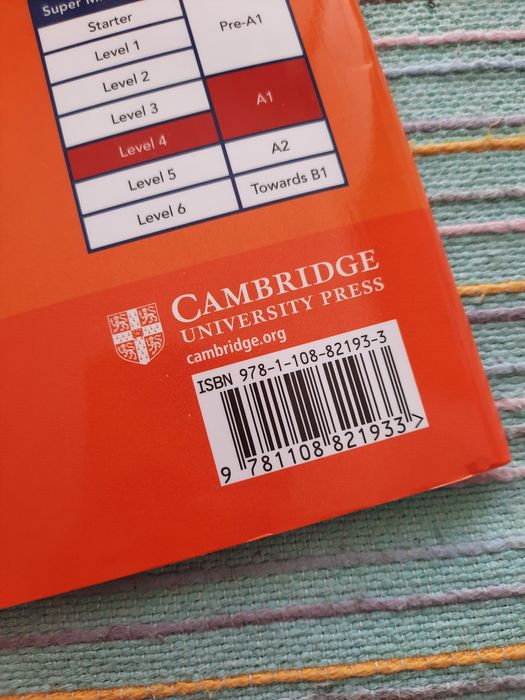 Super M
Starter
Level 1
Level 2
Level 3
Level 4
Level 5
Level 6
Pre-A1
A1
A2
Towards B1
CAMBRIDGE
UNIVERSITY PRESS
cambridge.org
ISBN 978-1-108-82193-3
9 781108 821933 >